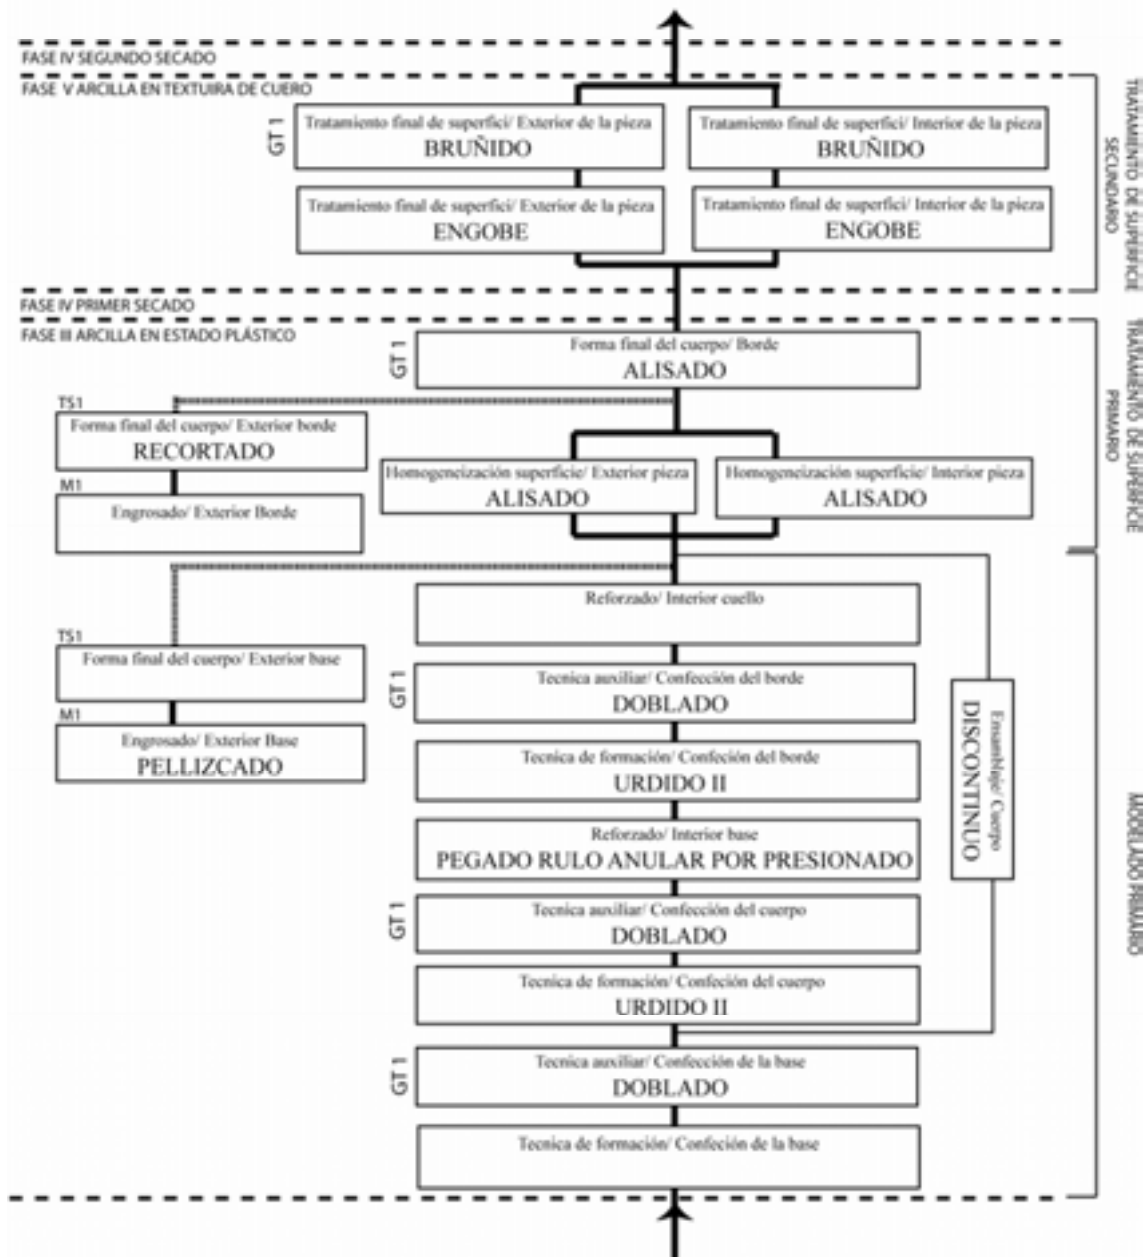 FASE IV SEGUNDO SECADO
FASE V ARCILLA EN TEXTUIRA DE CUERO
GT 1
Tratamiento final de superfici/ Exterior de la pieza
BRUÑIDO
Tratamiento final de superfici/ Interior de la pieza
BRUÑIDO
Tratamiento final de superfici/ Exterior de la pieza
ENGOBE
Tratamiento final de superfici/ Interior de la pieza
ENGOBE
TRATAMIENTO DE SUPERFICIE
SECUNDARIO
FASE IV PRIMER SECADO
FASE III ARCILLA EN ESTADO PLÁSTICO
GT 1
Forma final del cuerpo/ Borde
ALISADO
TS1
Forma final del cuerpo/ Exterior borde
RECORTADO
M1
Engrosado/ Exterior Borde
Homogeneización superficie/ Exterior pieza
ALISADO
Homogeneización superficie/ Interior pieza
ALISADO
TRATAMIENTO DE SUPERFICIE
PRIMARIO
Reforzado/ Interior cuello
TS1
Forma final del cuerpo/ Exterior base
M1
Engrosado/ Exterior Base
PELLIZCADO
GT 1
Tecnica auxiliar/ Confección del borde
DOBLADO
Tecnica de formación/ Confeción del borde
URDIDO II
Reforzado/ Interior base
PEGADO RULO ANULAR POR PRESIONADO
GT 1
Tecnica auxiliar/ Confección del cuerpo
DOBLADO
Tecnica de formación/ Confeción del cuerpo
URDIDO II
Ensamblaje/ Cuerpo
DISCONTINUO
GT 1
Tecnica auxiliar/ Confección de la base
DOBLADO
Tecnica de formación/ Confeción de la base
MODELADO PRIMARIO